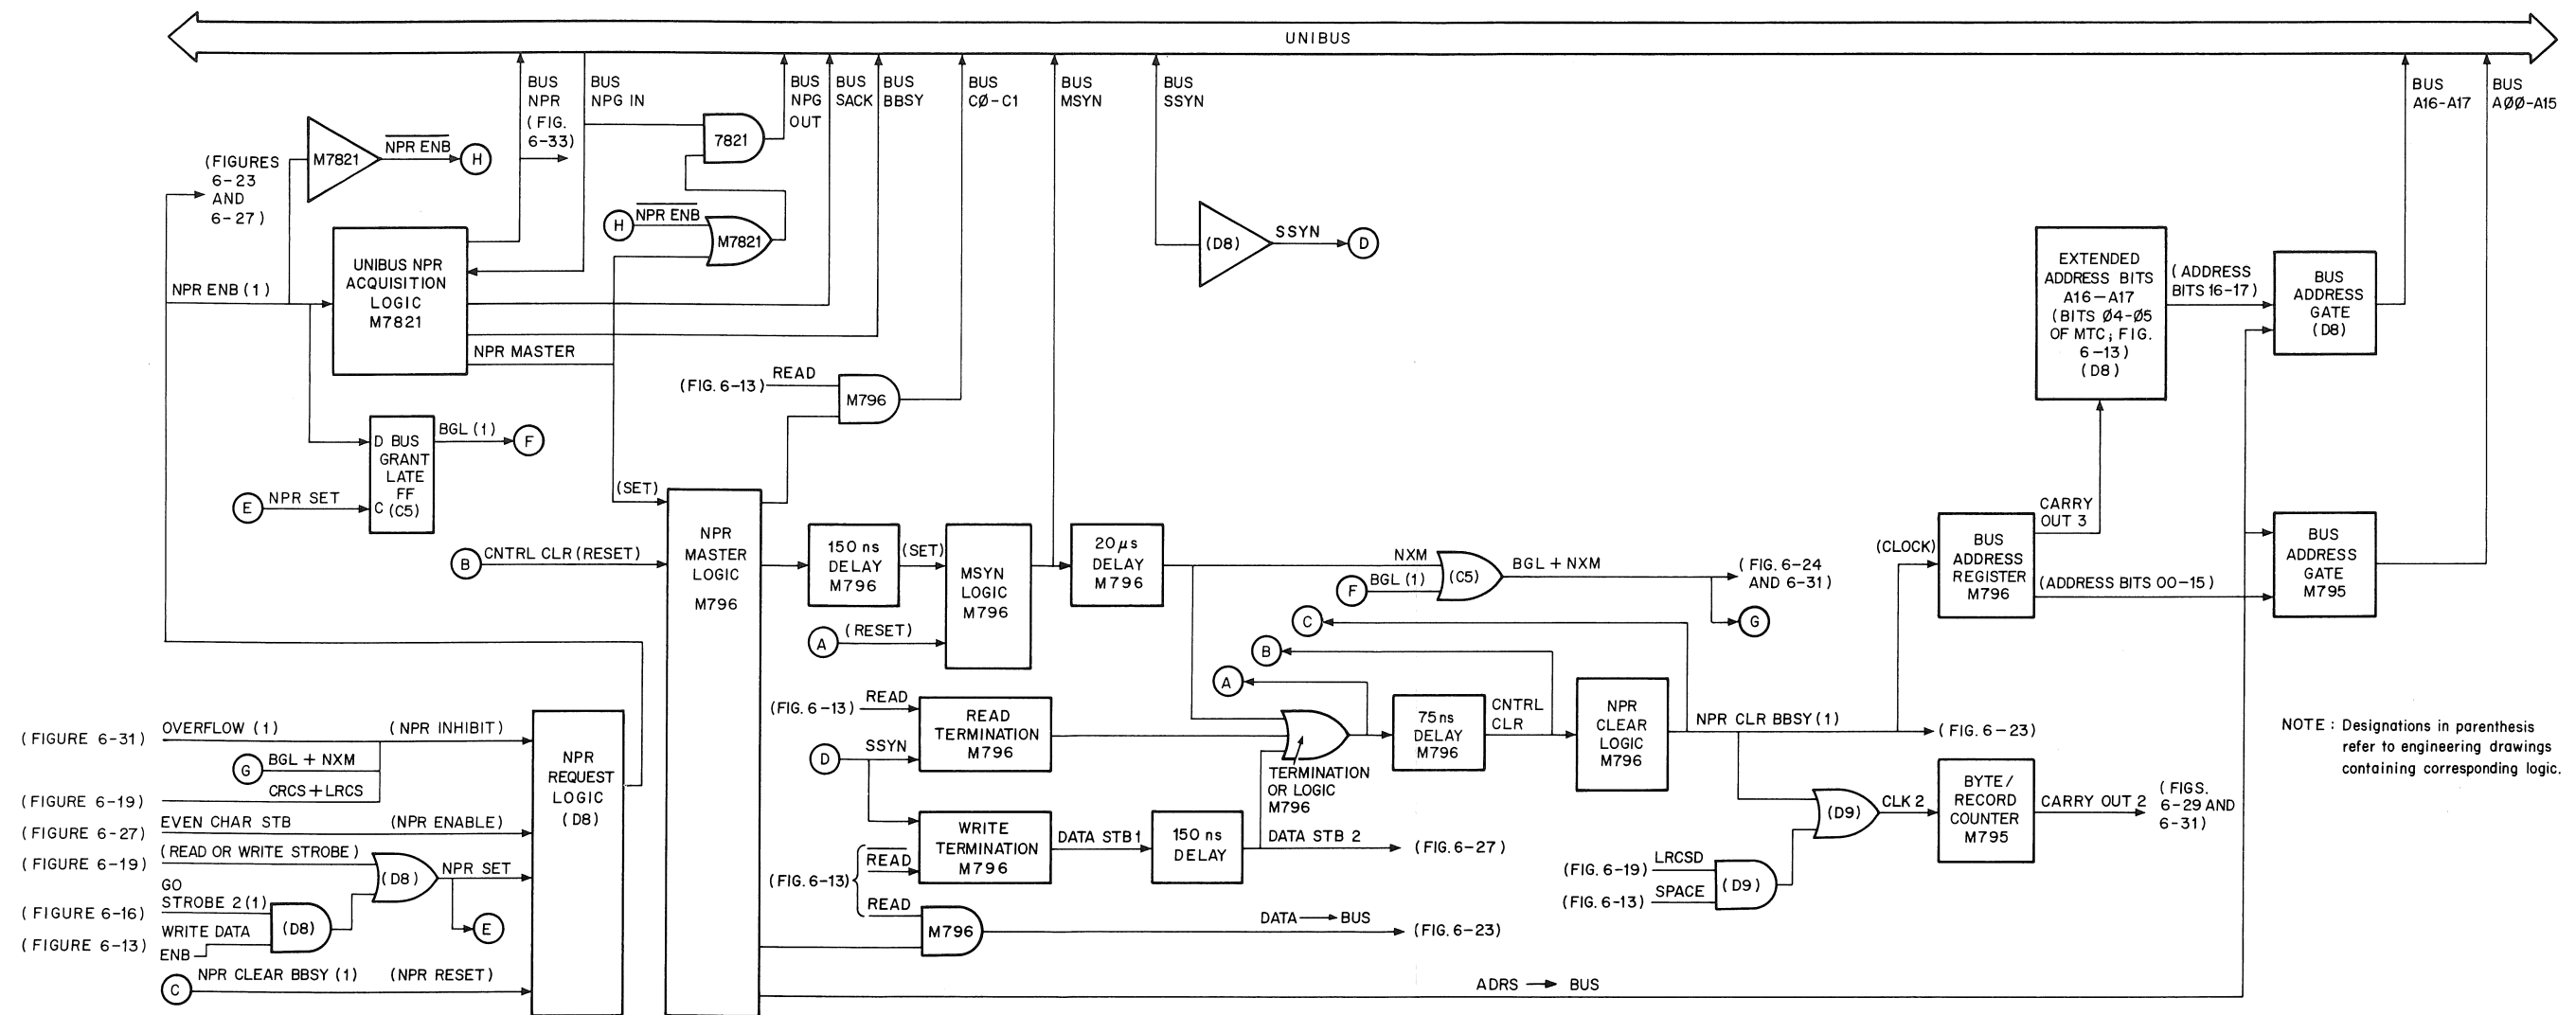 UNIBUS
BUS
NPR
(FIG.
6-33)
BUS
NPG IN
BUS
NPG
OUT
BUS
SACK
BUS
BBSY
BUS
CØ-C1
BUS
MSYN
BUS
SSYN
BUS
A16-A17
BUS
AØØ-A15
(FIGURES
6-23
AND
6-27)
M7821
NPR ENB
H
7821
H
NPR ENB
M7821
(D8)
SSYN
D
NPR ENB (1)
UNIBUS NPR
ACQUISITION
LOGIC
M7821
NPR MASTER
EXTENDED
ADDRESS BITS
A16-A17
(BITS Ø4-Ø5
OF MTC; FIG.
6-13)
(D8)
(ADDRESS
BITS 16-17)
BUS
ADDRESS
GATE
(D8)
(FIG. 6-13)
READ
M796
D BUS
GRANT
LATE
FF
C (C5)
BGL (1)
F
E
NPR SET
(SET)
B
CNTRL CLR (RESET)
NPR
MASTER
LOGIC
M796
150 ns
DELAY
M796
(SET)
MSYN
LOGIC
M796
20 µs
DELAY
M796
A
(RESET)
NXM
F
BGL (1)
(C5)
BGL + NXM
(FIG. 6-24
AND 6-31)
G
C
B
A
(CLOCK)
BUS
ADDRESS
REGISTER
M796
CARRY
OUT 3
(ADDRESS BITS 00-15)
BUS
ADDRESS
GATE
M795
(FIG. 6-13)
READ
READ
TERMINATION
M796
D
SSYN
WRITE
TERMINATION
M796
DATA STB 1
150 ns
DELAY
DATA STB 2
(FIG. 6-27)
TERMINATION
OR LOGIC
M796
75 ns
DELAY
M796
CNTRL
CLR
NPR
CLEAR
LOGIC
M796
NPR CLR BBSY (1)
(FIG. 6-23)
(FIG. 6-13)
READ
READ
M796
DATA → BUS
(FIG. 6-23)
(D9)
CLK 2
BYTE/
RECORD
COUNTER
M795
CARRY OUT 2
(FIGS.
6-29 AND
6-31)
(FIG. 6-19)
LRCSD
(FIG. 6-13)
SPACE
(D9)
ADRS → BUS
NOTE: Designations in parenthesis
refer to engineering drawings
containing corresponding logic.
(FIGURE 6-31)
OVERFLOW (1)
(NPR INHIBIT)
G
BGL + NXM
(FIGURE 6-19)
CRCS + LRCS
(FIGURE 6-27)
EVEN CHAR STB
(NPR ENABLE)
(FIGURE 6-19)
(READ OR WRITE STROBE)
(D8)
NPR SET
GO
STROBE 2 (1)
(FIGURE 6-16)
(D8)
E
WRITE DATA
(FIGURE 6-13)
ENB
C
NPR CLEAR BBSY (1)
(NPR RESET)
NPR
REQUEST
LOGIC
(D8)